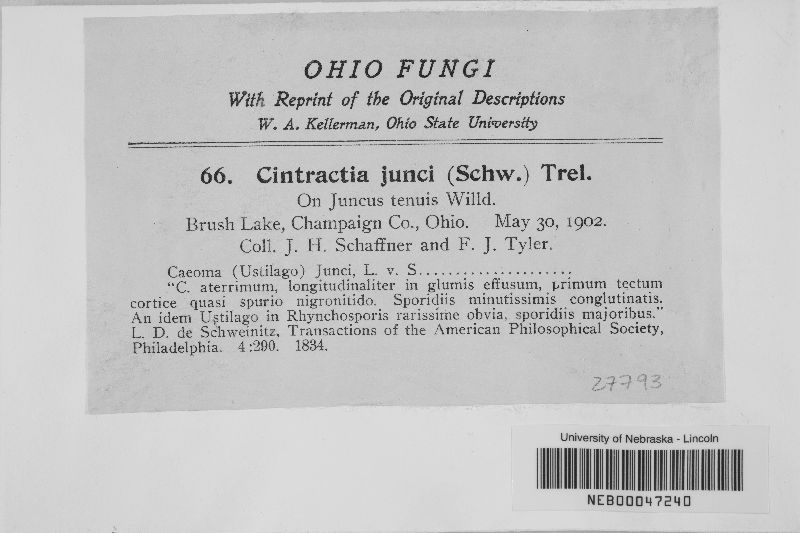 OHIO FUNGI
With Reprint of the Original Descriptions
W. A. Kellerman, Ohio State University
66. Cintractia junci (Schw.) Trel.
On Juncus tenuis Willd.
Brush Lake, Champaign Co., Ohio. May 30, 1902.
Coll. J. H. Schaffner and F. J. Tyler.
Caeoma (Ustilago) Junci, L. v. S.....................
"C. aterrimum, longitudinaliter in glumis effusum, primum tectum
cortice quasi spurio nigronitido. Sporidiis minutissimis conglutinatis.
An idem Ustilago in Rhynchosporis rarissime obvia, sporidiis majoribus."
L. D. de Schweinitz, Transactions of the American Philosophical Society,
Philadelphia. 4:290. 1834.
27793
University of Nebraska - Lincoln
NEB00047240